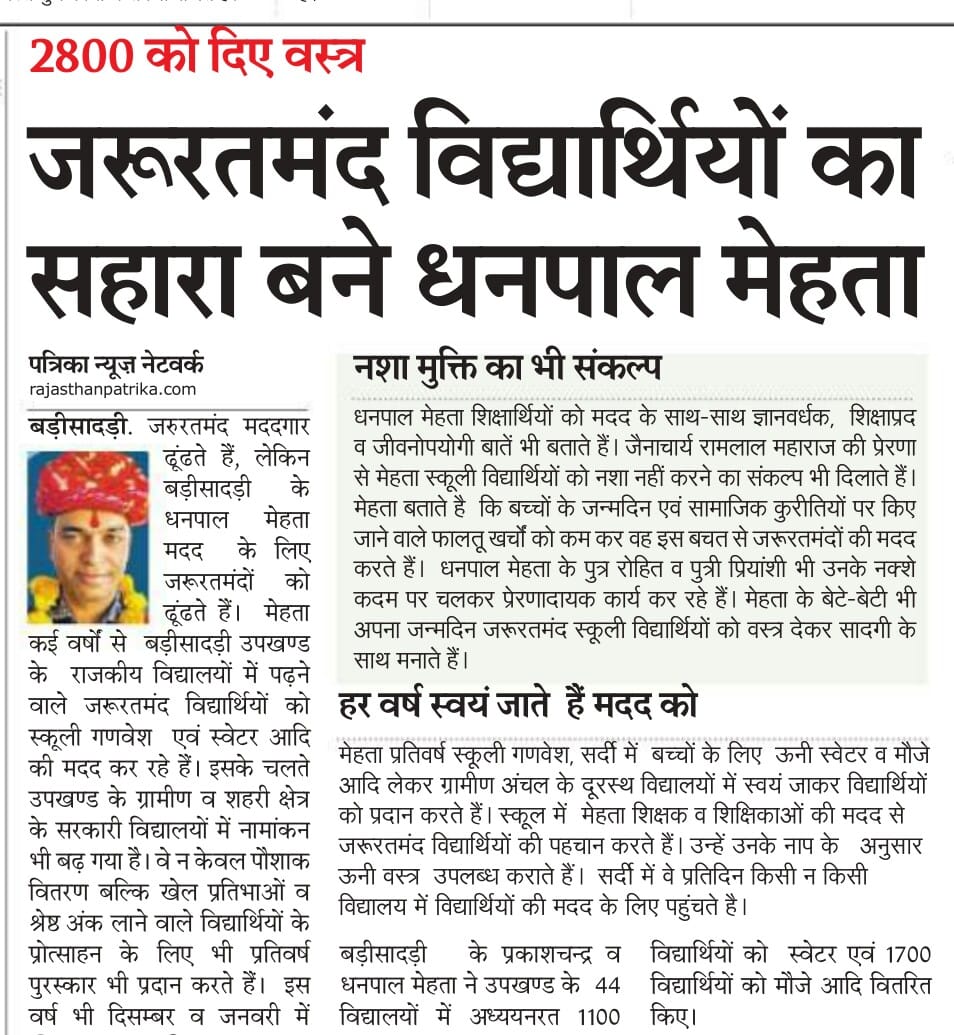 2800 को दिए वस्त्र
जरूरतमंद विद्यार्थियों का
सहारा बने धनपाल मेहता
पत्रिका न्यूज़ नेटवर्क
rajasthanpatrika.com
बड़ीसादड़ी. जरुरतमंद मददगार
ढूंढते हैं, लेकिन
बड़ीसादड़ी के
धनपाल मेहता
मदद के लिए
जरूरतमंदों को
ढूंढते हैं। मेहता
कई वर्षों से बड़ीसादड़ी उपखण्ड
के राजकीय विद्यालयों में पढ़ने
वाले जरूरतमंद विद्यार्थियों को
स्कूली गणवेश एवं स्वेटर आदि
की मदद कर रहे हैं। इसके चलते
उपखण्ड के ग्रामीण व शहरी क्षेत्र
के सरकारी विद्यालयों में नामांकन
भी बढ़ गया है। वे न केवल पौशाक
वितरण बल्कि खेल प्रतिभाओं व
श्रेष्ठ अंक लाने वाले विद्यार्थियों के
प्रोत्साहन के लिए भी प्रतिवर्ष
पुरस्कार भी प्रदान करते हैं। इस
वर्ष भी दिसम्बर व जनवरी में
नशा मुक्ति का भी संकल्प
धनपाल मेहता शिक्षार्थियों को मदद के साथ-साथ ज्ञानवर्धक, शिक्षाप्रद
व जीवनोपयोगी बातें भी बताते हैं। जैनाचार्य रामलाल महाराज की प्रेरणा
से मेहता स्कूली विद्यार्थियों को नशा नहीं करने का संकल्प भी दिलाते हैं।
मेहता बताते है कि बच्चों के जन्मदिन एवं सामाजिक कुरीतियों पर किए
जाने वाले फालतू खर्चों को कम कर वह इस बचत से जरूरतमंदों की मदद
करते हैं। धनपाल मेहता के पुत्र रोहित व पुत्री प्रियांशी भी उनके नक्शे
कदम पर चलकर प्रेरणादायक कार्य कर रहे हैं। मेहता के बेटे-बेटी भी
अपना जन्मदिन जरूरतमंद स्कूली विद्यार्थियों को वस्त्र देकर सादगी के
साथ मनाते हैं।
हर वर्ष स्वयं जाते हैं मदद को
मेहता प्रतिवर्ष स्कूली गणवेश, सर्दी में बच्चों के लिए ऊनी स्वेटर व मौजे
आदि लेकर ग्रामीण अंचल के दूरस्थ विद्यालयों में स्वयं जाकर विद्यार्थियों
को प्रदान करते हैं। स्कूल में मेहता शिक्षक व शिक्षिकाओं की मदद से
जरूरतमंद विद्यार्थियों की पहचान करते हैं। उन्हें उनके नाप के अनुसार
ऊनी वस्त्र उपलब्ध कराते हैं। सर्दी में वे प्रतिदिन किसी न किसी
विद्यालय में विद्यार्थियों की मदद के लिए पहुंचते है।
बड़ीसादड़ी के प्रकाशचन्द्र व
धनपाल मेहता ने उपखण्ड के 44
विद्यालयों में अध्ययनरत 1100
विद्यार्थियों को स्वेटर एवं 1700
विद्यार्थियों को मौजे आदि वितरित
किए।